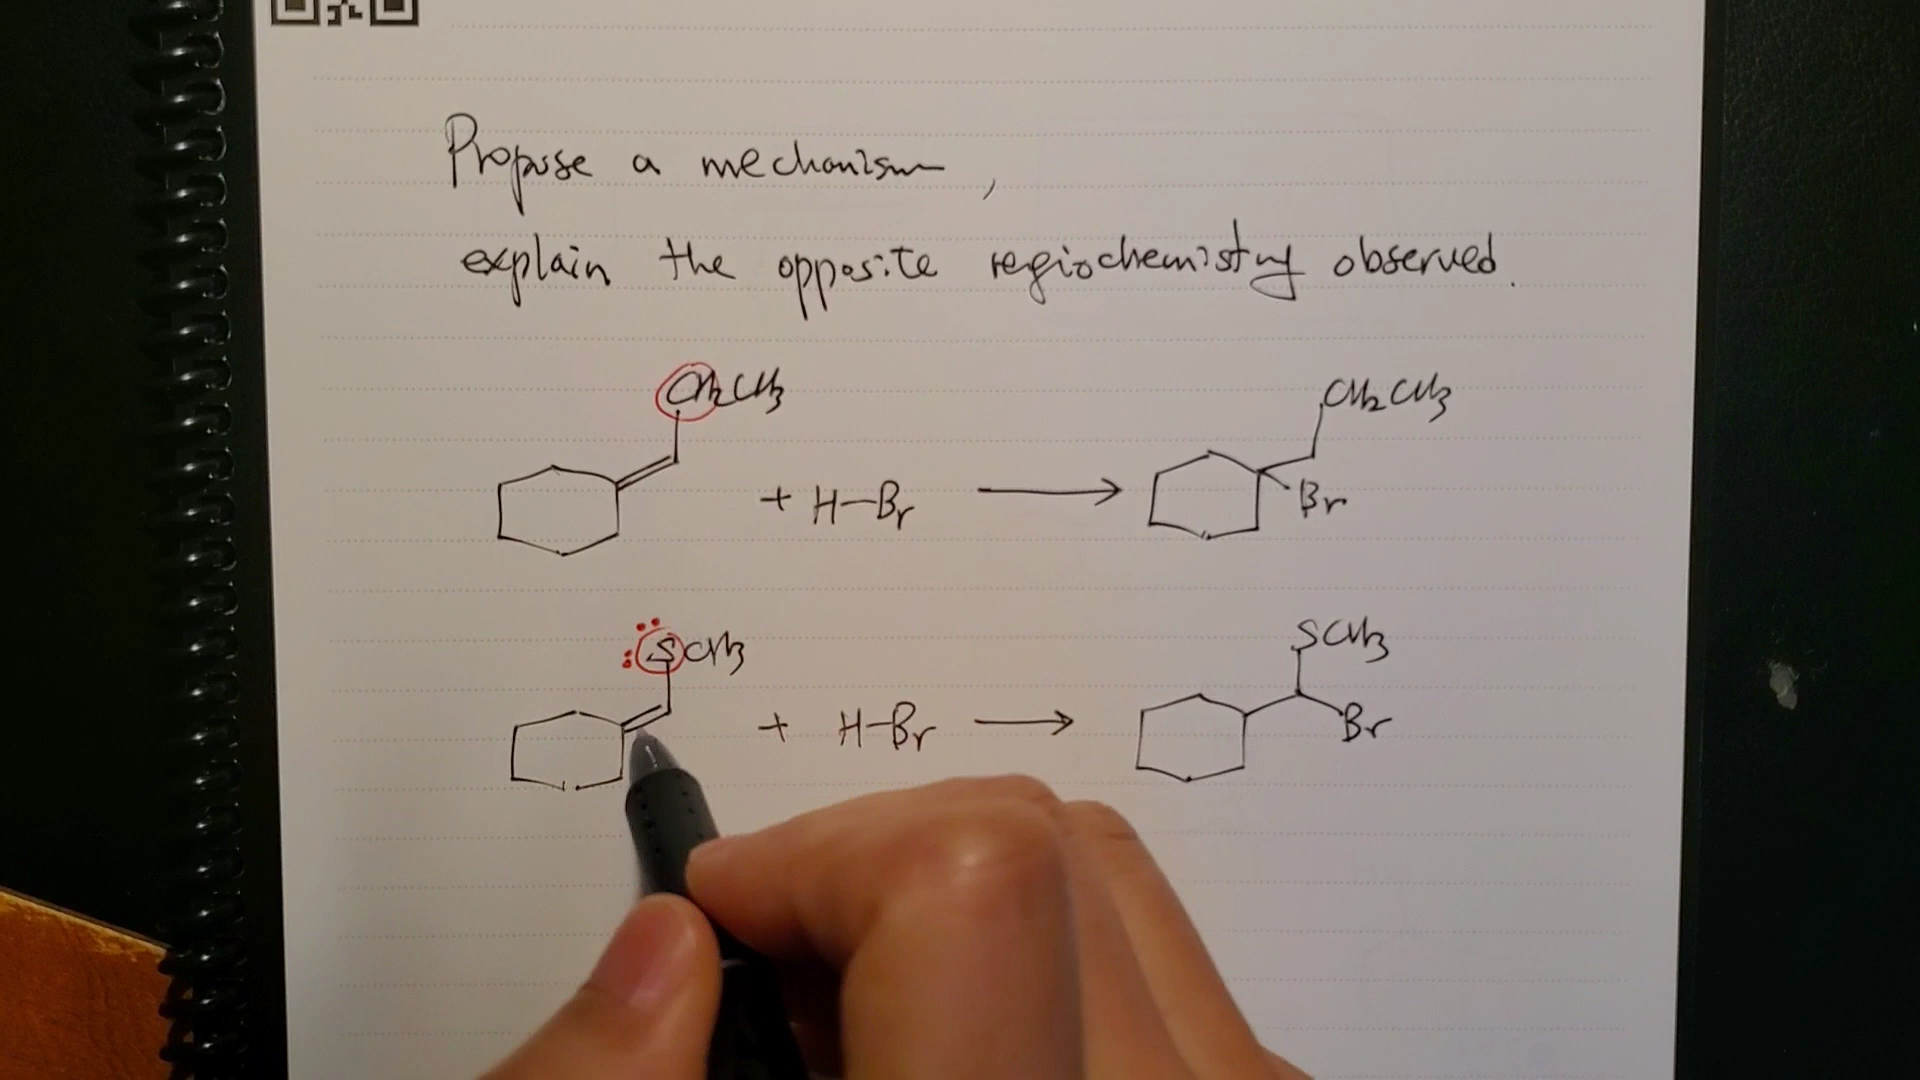 Propose a mechanism,
explain the opposite regiochemistry observed.
CH2CH3
+ H-Br
CH2CH3
Br
SCH3
+ H-Br
SCH3
Br